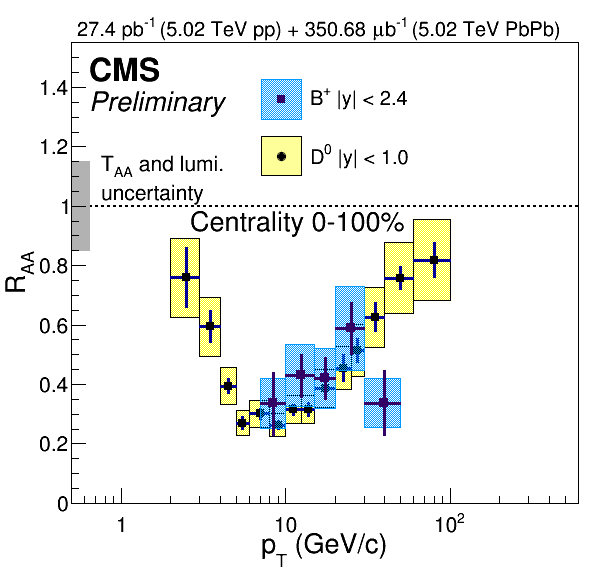 27.4 pb⁻¹ (5.02 TeV pp) + 350.68 μb⁻¹ (5.02 TeV PbPb)
CMS
Preliminary
B⁺ |y| < 2.4
D⁰ |y| < 1.0
T_AA and lumi.
uncertainty
Centrality 0-100%
R_AA
1.4
1.2
1
0.8
0.6
0.4
0.2
0
1 10 10²
p_T (GeV/c)